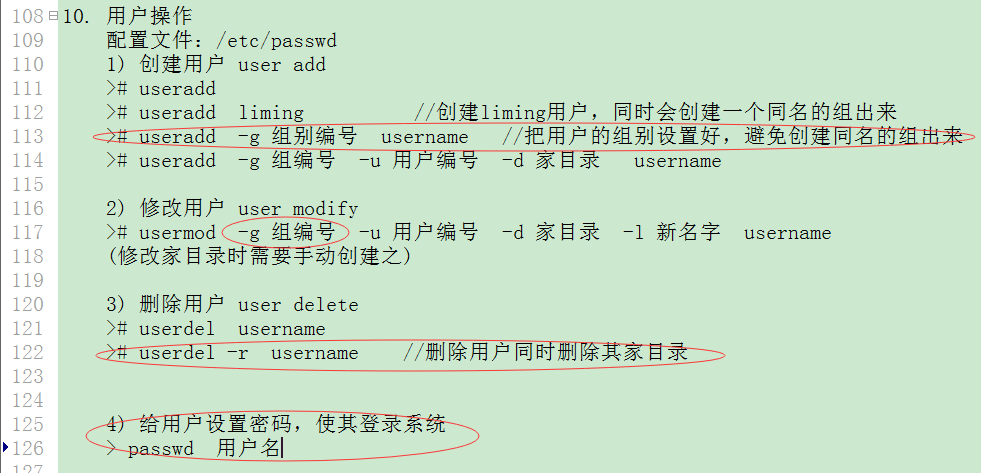 108 10. 用户操作
109 配置文件: /etc/passwd
110 1) 创建用户 user add
111 ># useradd
112 ># useradd liming //创建liming用户，同时会创建一个同名的组出来
113 ># useradd -g 组别编号 username //把用户的组别设置好，避免创建同名的组出来
114 ># useradd -g 组编号 -u 用户编号 -d 家目录 username
115
116 2) 修改用户 user modify
117 ># usermod -g 组编号 -u 用户编号 -d 家目录 -l 新名字 username
118 (修改家目录时需要手动创建之)
119
120 3) 删除用户 user delete
121 ># userdel username
122 ># userdel -r username //删除用户同时删除其家目录
123
124
125 4) 给用户设置密码，使其登录系统
126 > passwd 用户名
127